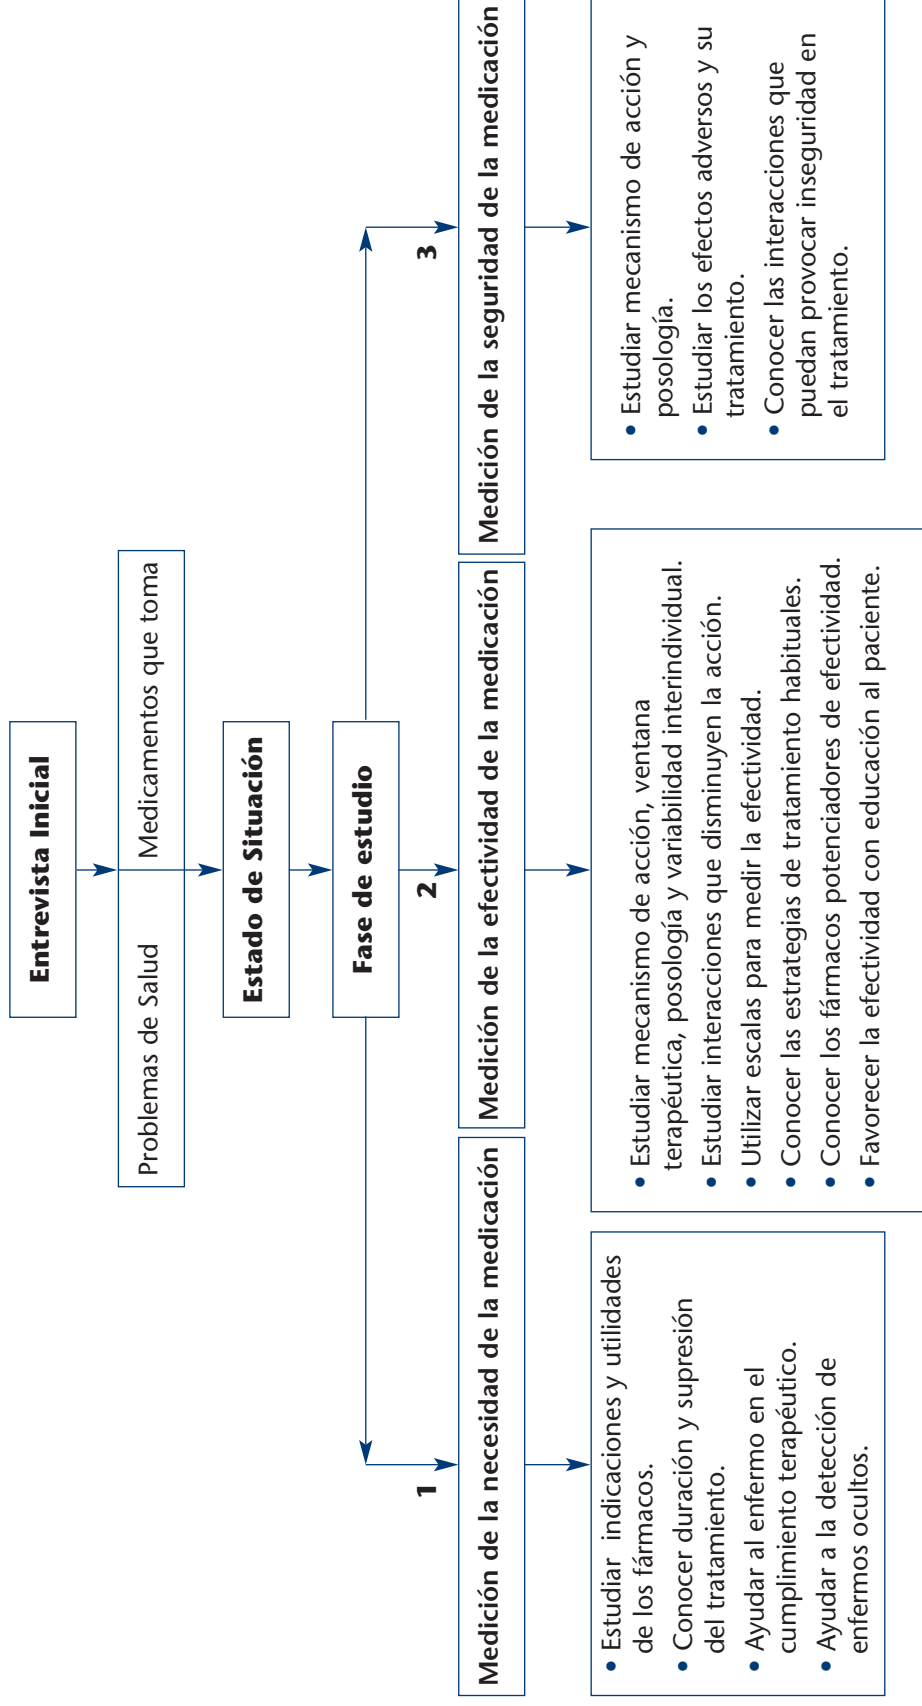 Entrevista Inicial
Problemas de Salud
Medicamentos que toma
Estado de Situación
Fase de estudio
1
2
3
Medición de la necesidad de la medicación
Medición de la efectividad de la medicación
Medición de la seguridad de la medicación
• Estudiar indicaciones y utilidades
de los fármacos.
• Conocer duración y supresión
del tratamiento.
• Ayudar al enfermo en el
cumplimiento terapéutico.
• Ayudar a la detección de
enfermos ocultos.
• Estudiar mecanismo de acción, ventana
terapéutica, posología y variabilidad interindividual.
• Estudiar interacciones que disminuyen la acción.
• Utilizar escalas para medir la efectividad.
• Conocer las estrategias de tratamiento habituales.
• Conocer los fármacos potenciadores de efectividad.
• Favorecer la efectividad con educación al paciente.
• Estudiar mecanismo de acción y
posología.
• Estudiar los efectos adversos y su
tratamiento.
• Conocer las interacciones que
puedan provocar inseguridad en
el tratamiento.